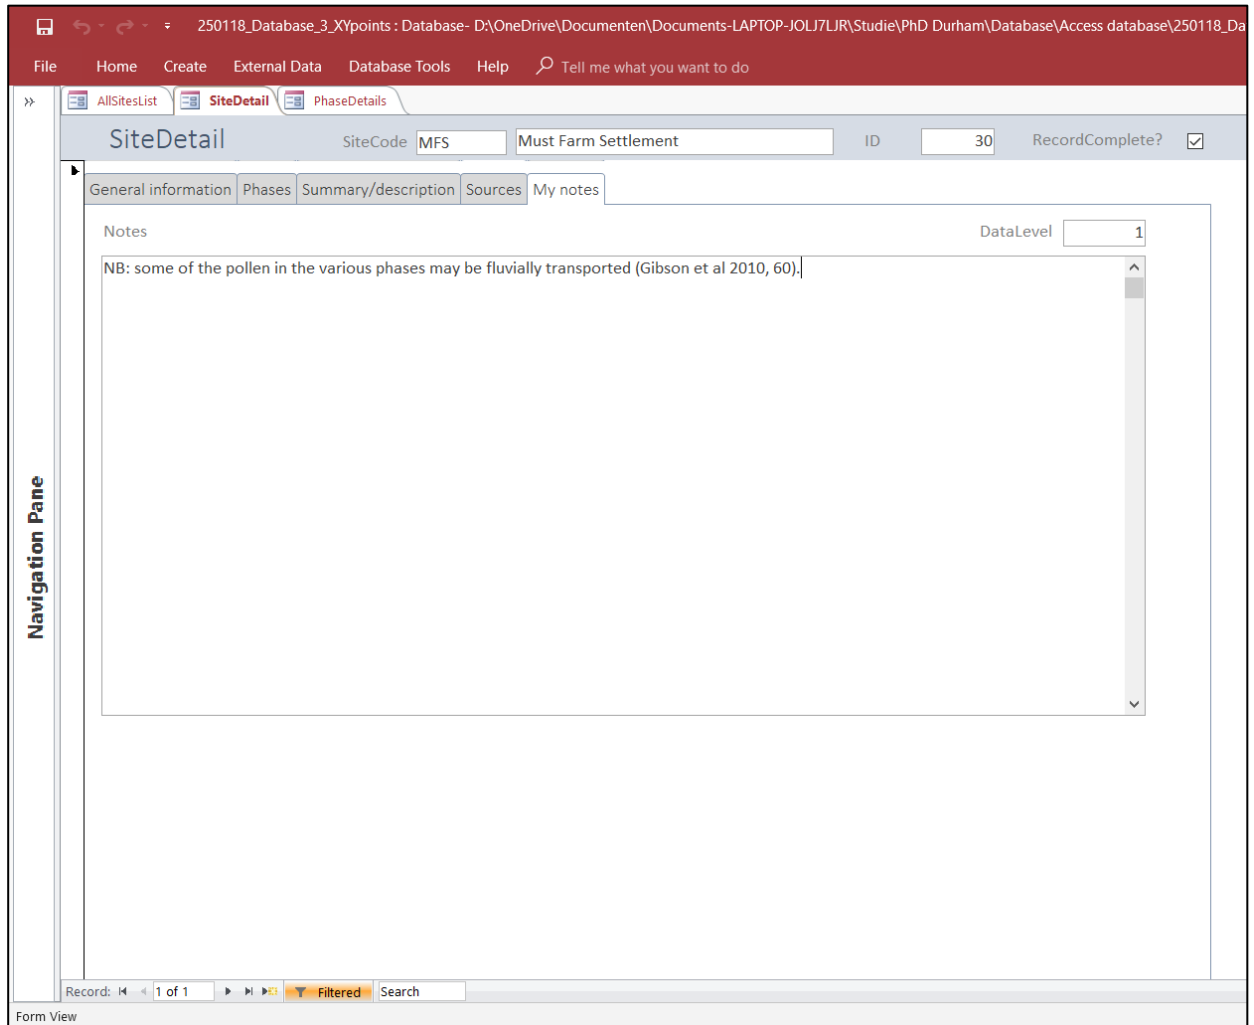 250118_Database_3_XYpoints : Database- D:\OneDrive\Documenten\Documents-LAPTOP-JOLJ7LJR\Studie\PhD Durham\Database\Access database\250118_Da
File Home Create External Data Database Tools Help Tell me what you want to do
AllSitesList SiteDetail PhaseDetails
SiteDetail SiteCode MFS Must Farm Settlement ID 30 RecordComplete?
General information Phases Summary/description Sources My notes
Notes DataLevel 1
NB: some of the pollen in the various phases may be fluvially transported (Gibson et al 2010, 60).
Navigation Pane
Record: 1 of 1 Filtered Search
Form View